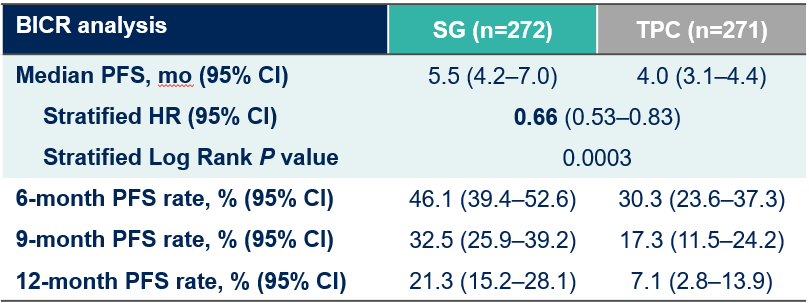 BICR analysis SG (n=272) TPC (n=271)
Median PFS, mo (95% CI) 5.5 (4.2–7.0) 4.0 (3.1–4.4)
Stratified HR (95% CI) 0.66 (0.53–0.83)
Stratified Log Rank P value 0.0003
6-month PFS rate, % (95% CI) 46.1 (39.4–52.6) 30.3 (23.6–37.3)
9-month PFS rate, % (95% CI) 32.5 (25.9–39.2) 17.3 (11.5–24.2)
12-month PFS rate, % (95% CI) 21.3 (15.2–28.1) 7.1 (2.8–13.9)